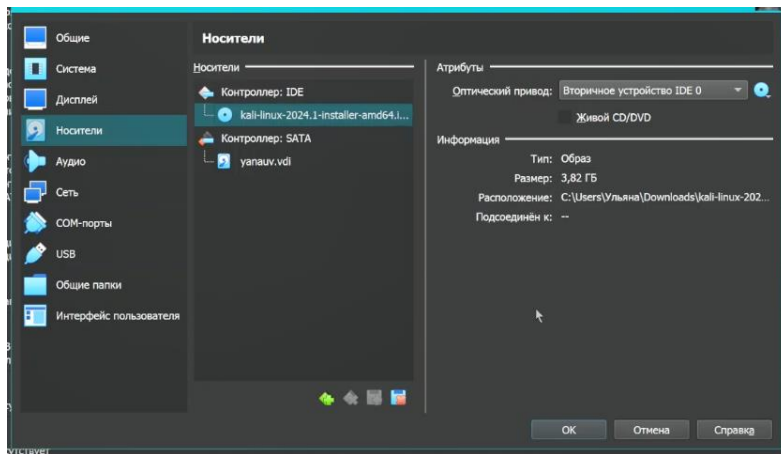 Общие
Система
Дисплей
Носители
Аудио
Сеть
COM-порты
USB
Общие папки
Интерфейс пользователя
Носители
Носители
Контроллер: IDE
kali-linux-2024.1-installer-amd64.i...
Контроллер: SATA
yanauv.vdi
Атрибуты
Оптический привод: Вторичное устройство IDE 0
Живой CD/DVD
Информация
Тип: Образ
Размер: 3,82 ГБ
Расположение: C:\Users\Ульяна\Downloads\kali-linux-202...
Подсоединён к: --
OK Отмена Справка